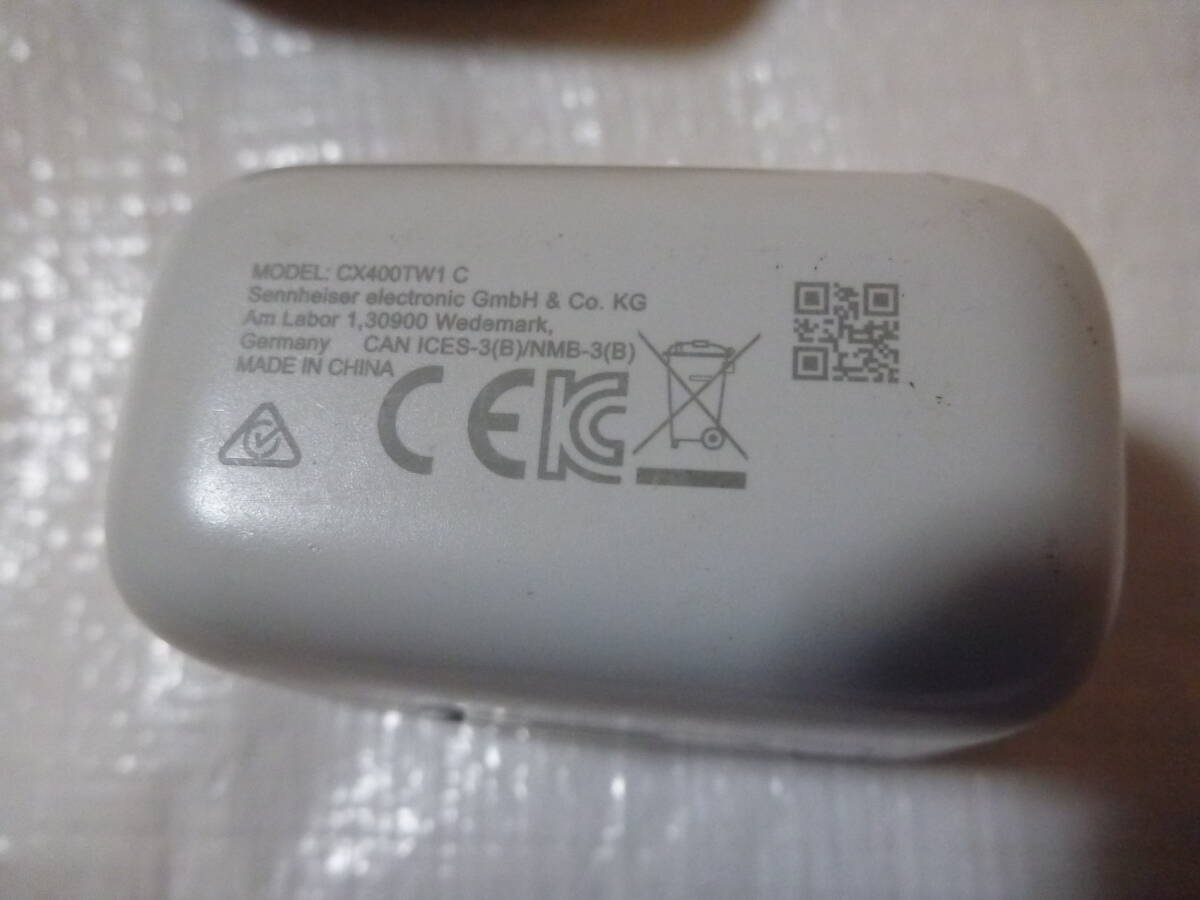 MODEL: CX400TW1 C
Sennheiser electronic GmbH & Co. KG
Am Labor 1,30900 Wedemark,
Germany CAN ICES-3(B)/NMB-3(B)
MADE IN CHINA